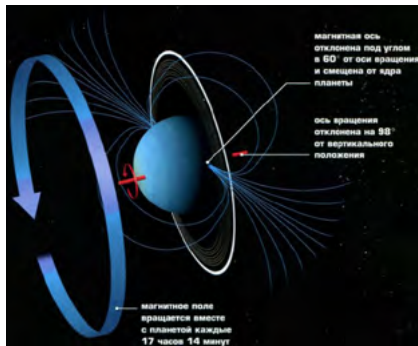 магнитная ось
отклонена под углом
в 60° от оси вращения
и смещена от ядра
планеты
ось вращения
отклонена на 98°
от вертикального
положения
магнитное поле
вращается вместе
с планетой каждые
17 часов 14 минут